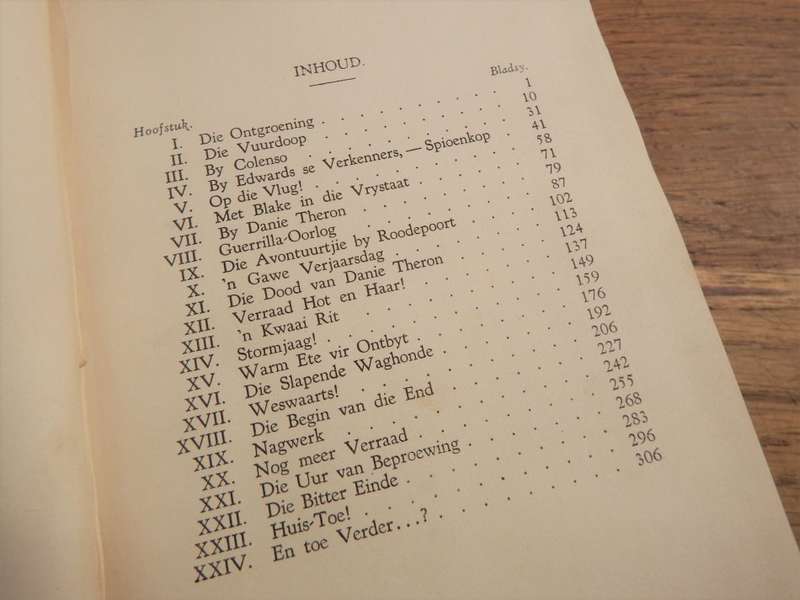 INHOUD.
Hoofstuk. Bladsy.
I. Die Ontgroening . . . . . . . . 1
II. Die Vuurdoop . . . . . . . . 10
III. By Colenso . . . . . . . . 31
IV. By Edwards se Verkenners, — Spioenkop . 41
V. Op die Vlug! . . . . . . . . 58
VI. Met Blake in die Vrystaat . . . . . 71
VII. By Danie Theron . . . . . . . 79
VIII. Guerrilla-Oorlog . . . . . . . 87
IX. Die Avontuurtjie by Roodepoort . . . . 102
X. 'n Gawe Verjaarsdag . . . . . . 113
XI. Die Dood van Danie Theron . . . . . 124
XII. Verraad Hot en Haar! . . . . . . 137
XIII. 'n Kwaai Rit . . . . . . . . 149
XIV. Stormjaag! . . . . . . . . 159
XV. Warm Ete vir Ontbyt . . . . . . 176
XVI. Die Slapende Waghonde . . . . . . 192
XVII. Weswaarts! . . . . . . . . 206
XVIII. Die Begin van die End . . . . . . 227
XIX. Nagwerk . . . . . . . . 242
XX. Nog meer Verraad . . . . . . . 255
XXI. Die Uur van Beproewing . . . . . . 268
XXII. Die Bitter Einde . . . . . . . 283
XXIII. Huis-Toe! . . . . . . . . 296
XXIV. En toe Verder...? . . . . . . . 306